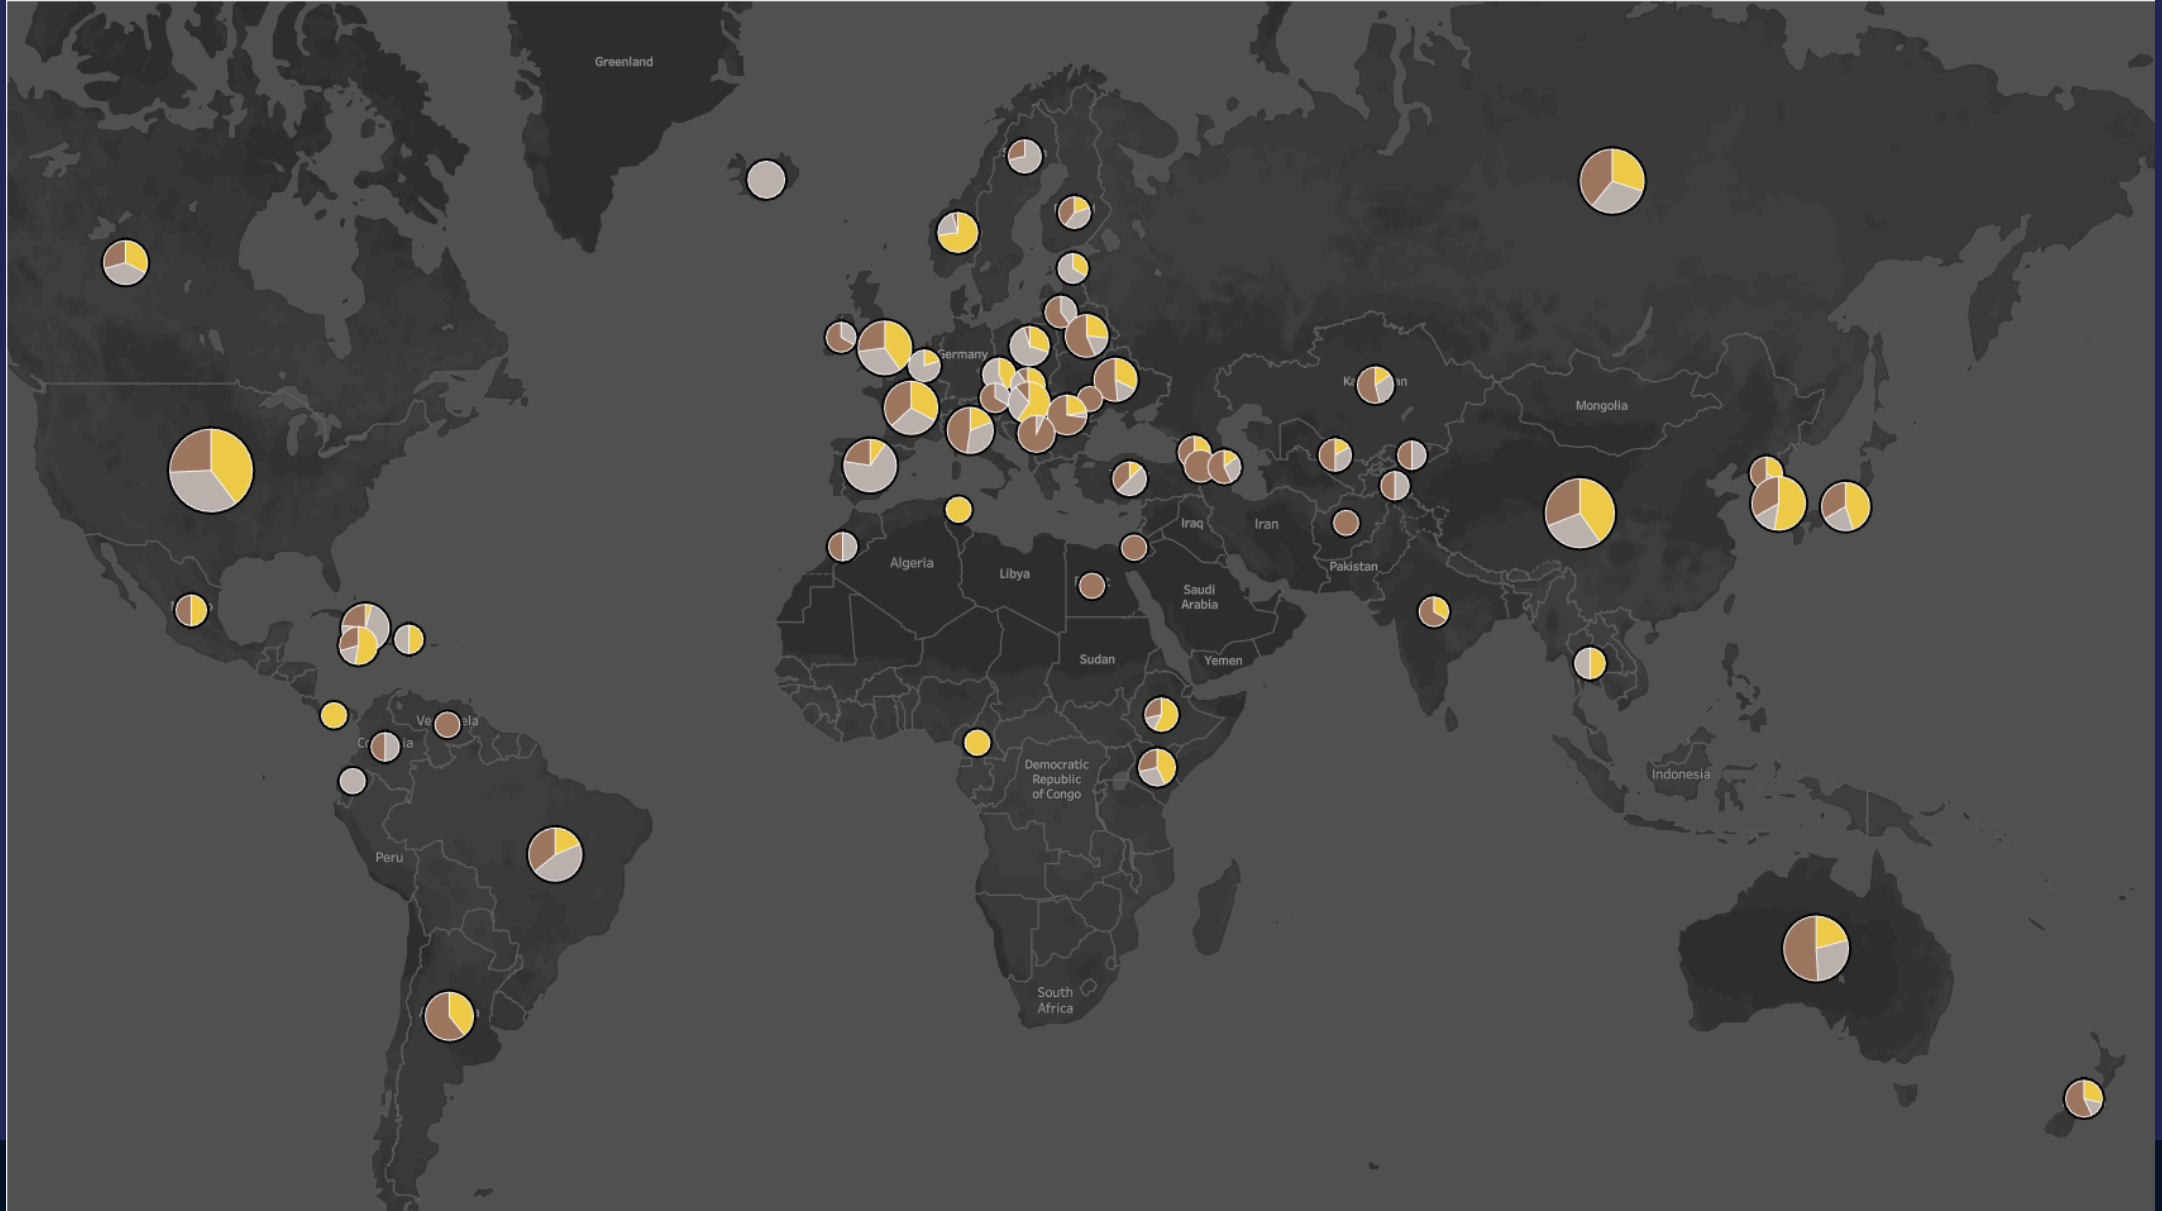 Greenland
Germany
Mongolia
Iraq
Iran
Algeria
Libya
Pakistan
Saudi
Arabia
Sudan
Yemen
Democratic
Republic
of Congo
Indonesia
Peru
South
Africa